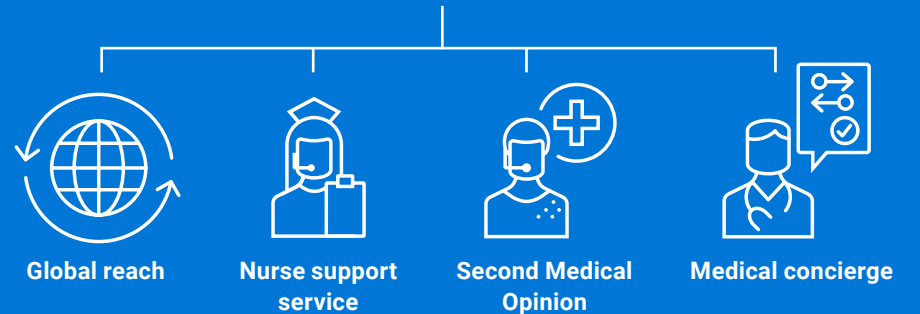 Global reach
Nurse support
service
Second Medical
Opinion
Medical concierge